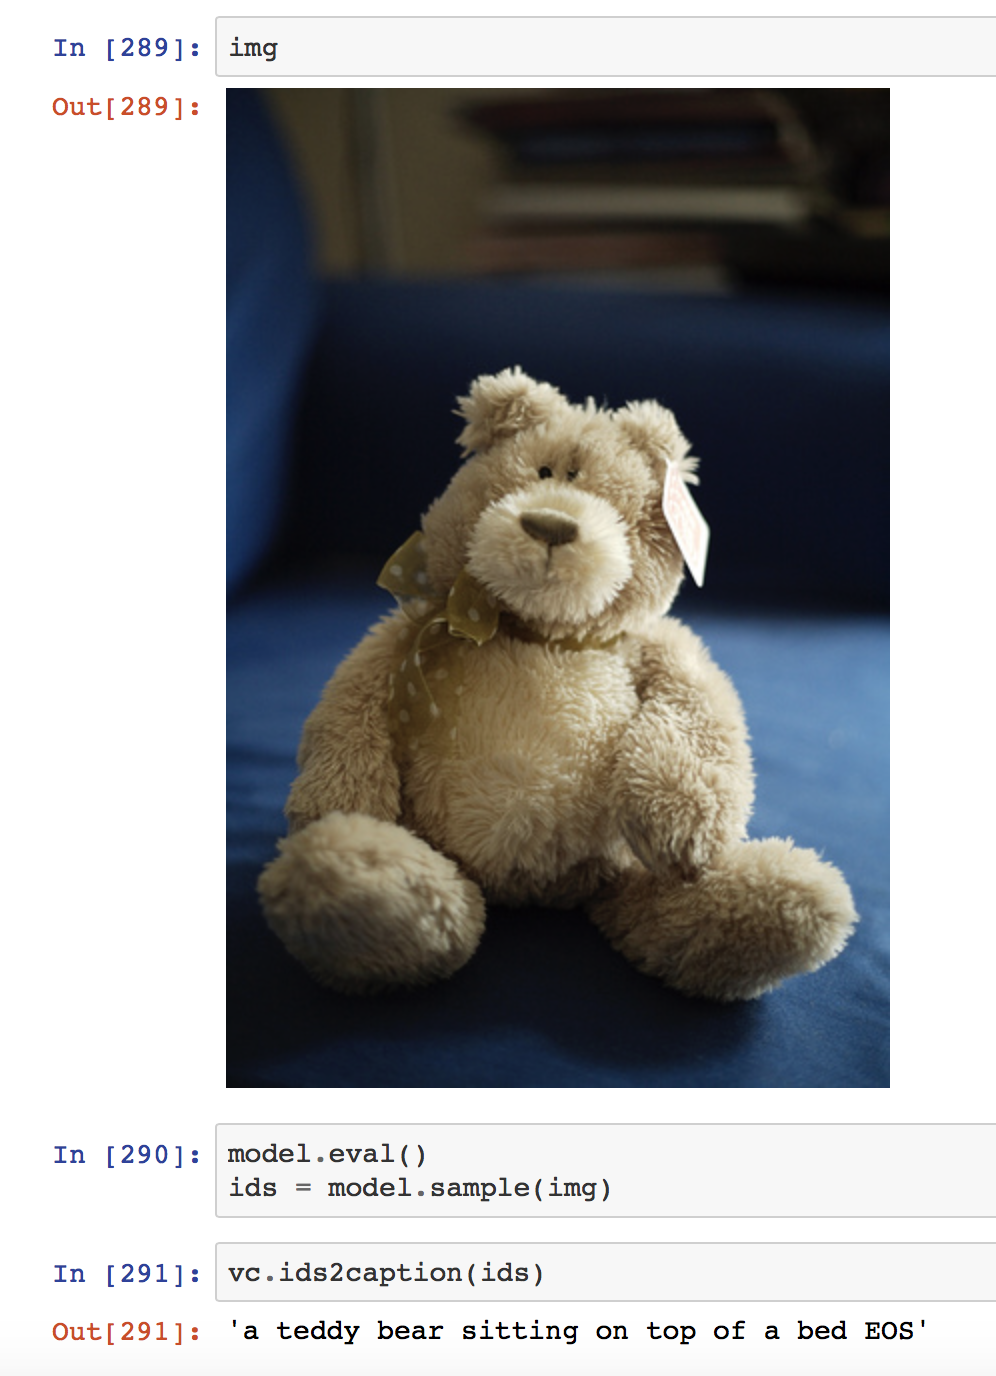 In [289]: img
Out[289]:
In [290]: model.eval()
ids = model.sample(img)
In [291]: vc.ids2caption(ids)
Out[291]: 'a teddy bear sitting on top of a bed EOS'